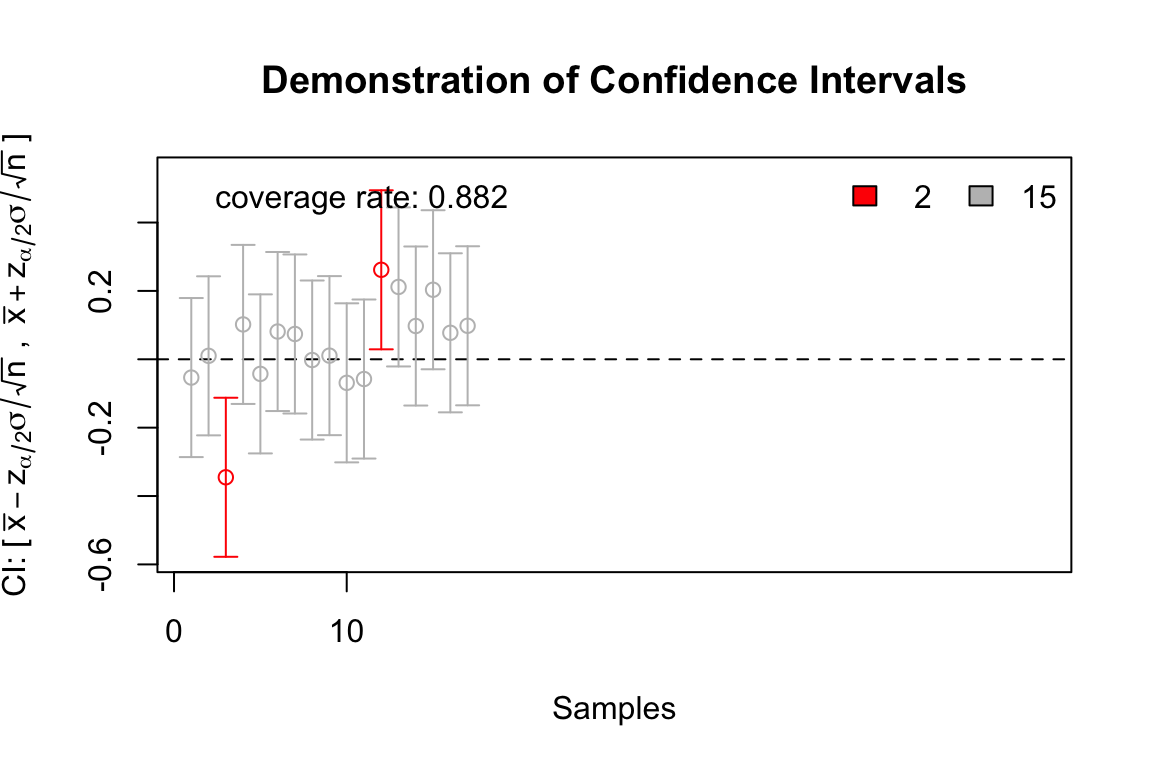 Demonstration of Confidence Intervals
coverage rate: 0.882
2
15
CI: [ x̅ − zα/2σ/√n , x̅ + zα/2σ/√n ]
0.2
-0.2
-0.6
0
10
Samples